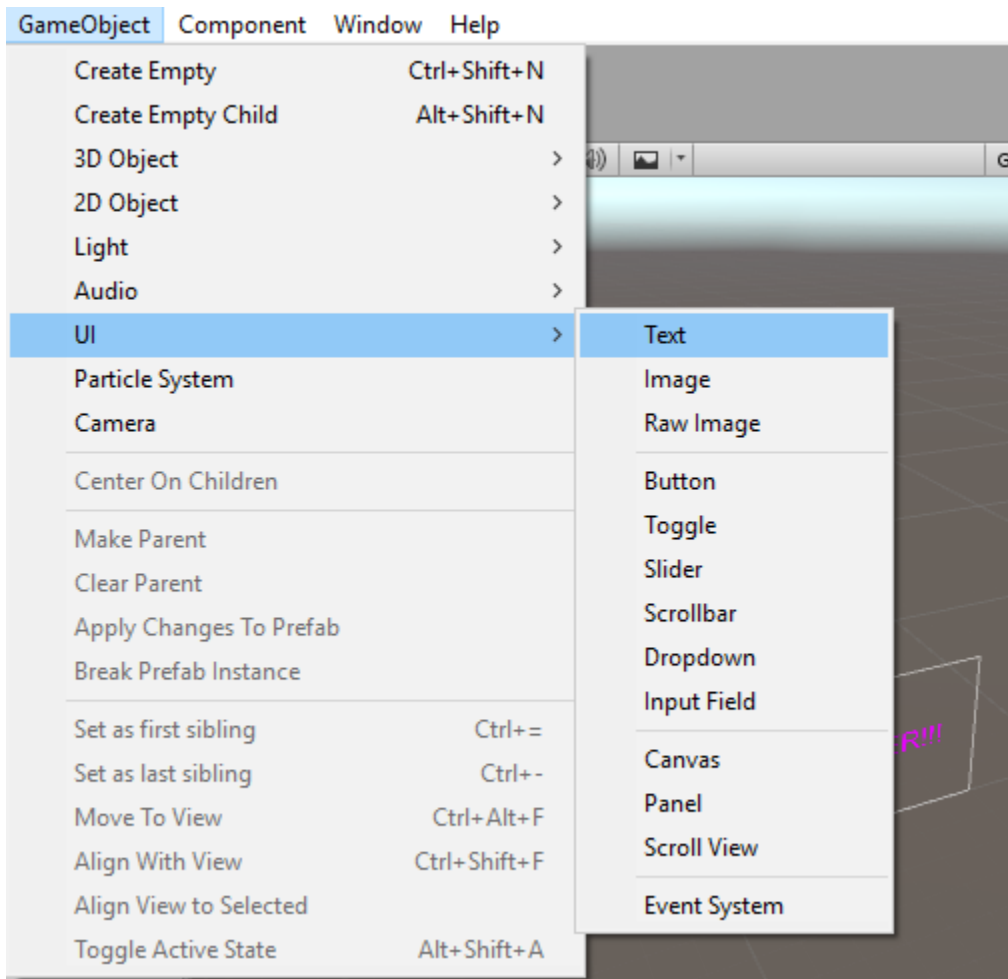 GameObject Component Window Help
Create Empty Ctrl+Shift+N
Create Empty Child Alt+Shift+N
3D Object
G
2D Object
Light
Audio
UI
Text
Particle System
Image
Camera
Raw Image
Center On Children
Button
Make Parent
Toggle
Clear Parent
Slider
Apply Changes To Prefab
Scrollbar
Break Prefab Instance
Dropdown
Input Field
Set as first sibling Ctrl+=
R!!!
Set as last sibling Ctrl+-
Canvas
Move To View Ctrl+Alt+F
Panel
Align With View Ctrl+Shift+F
Scroll View
Align View to Selected
Event System
Toggle Active State Alt+Shift+A